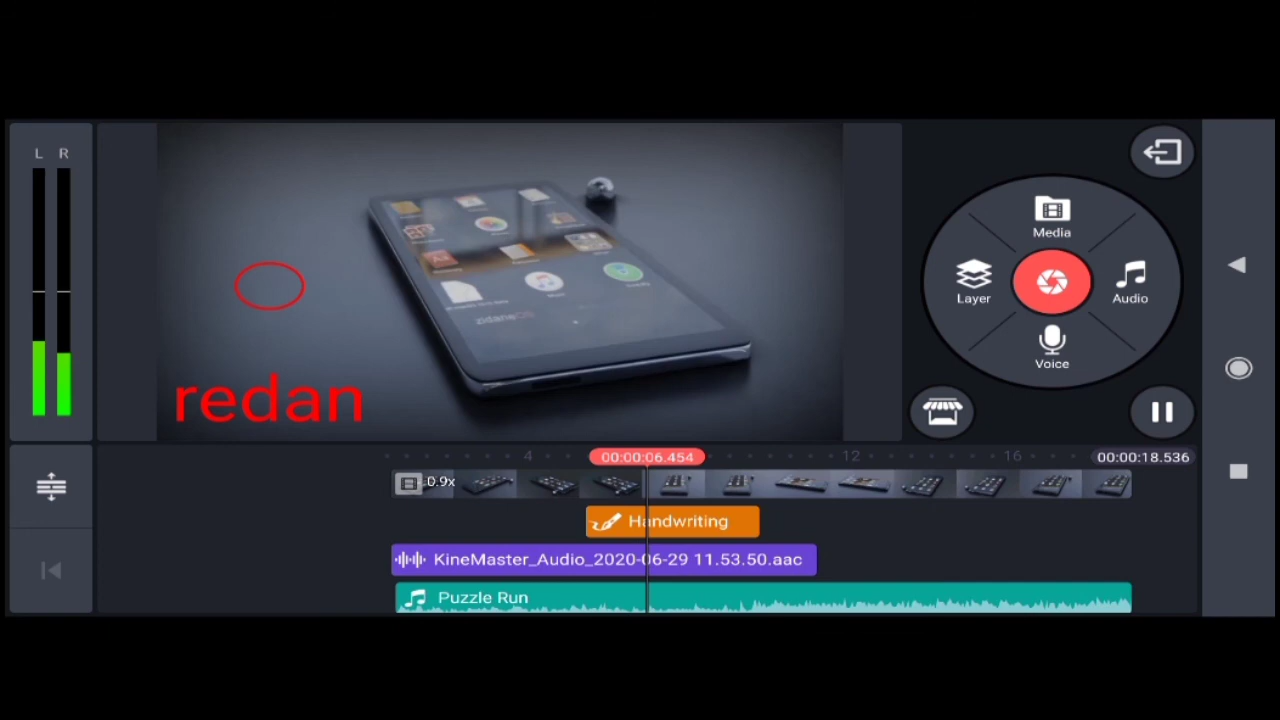 L R
Media
Layer
Audio
Voice
redan
zidaneOS
4
00:00:06.454
12
16
00:00:18.536
0.9x
Handwriting
KineMaster_Audio_2020-06-29 11.53.50.aac
Puzzle Run